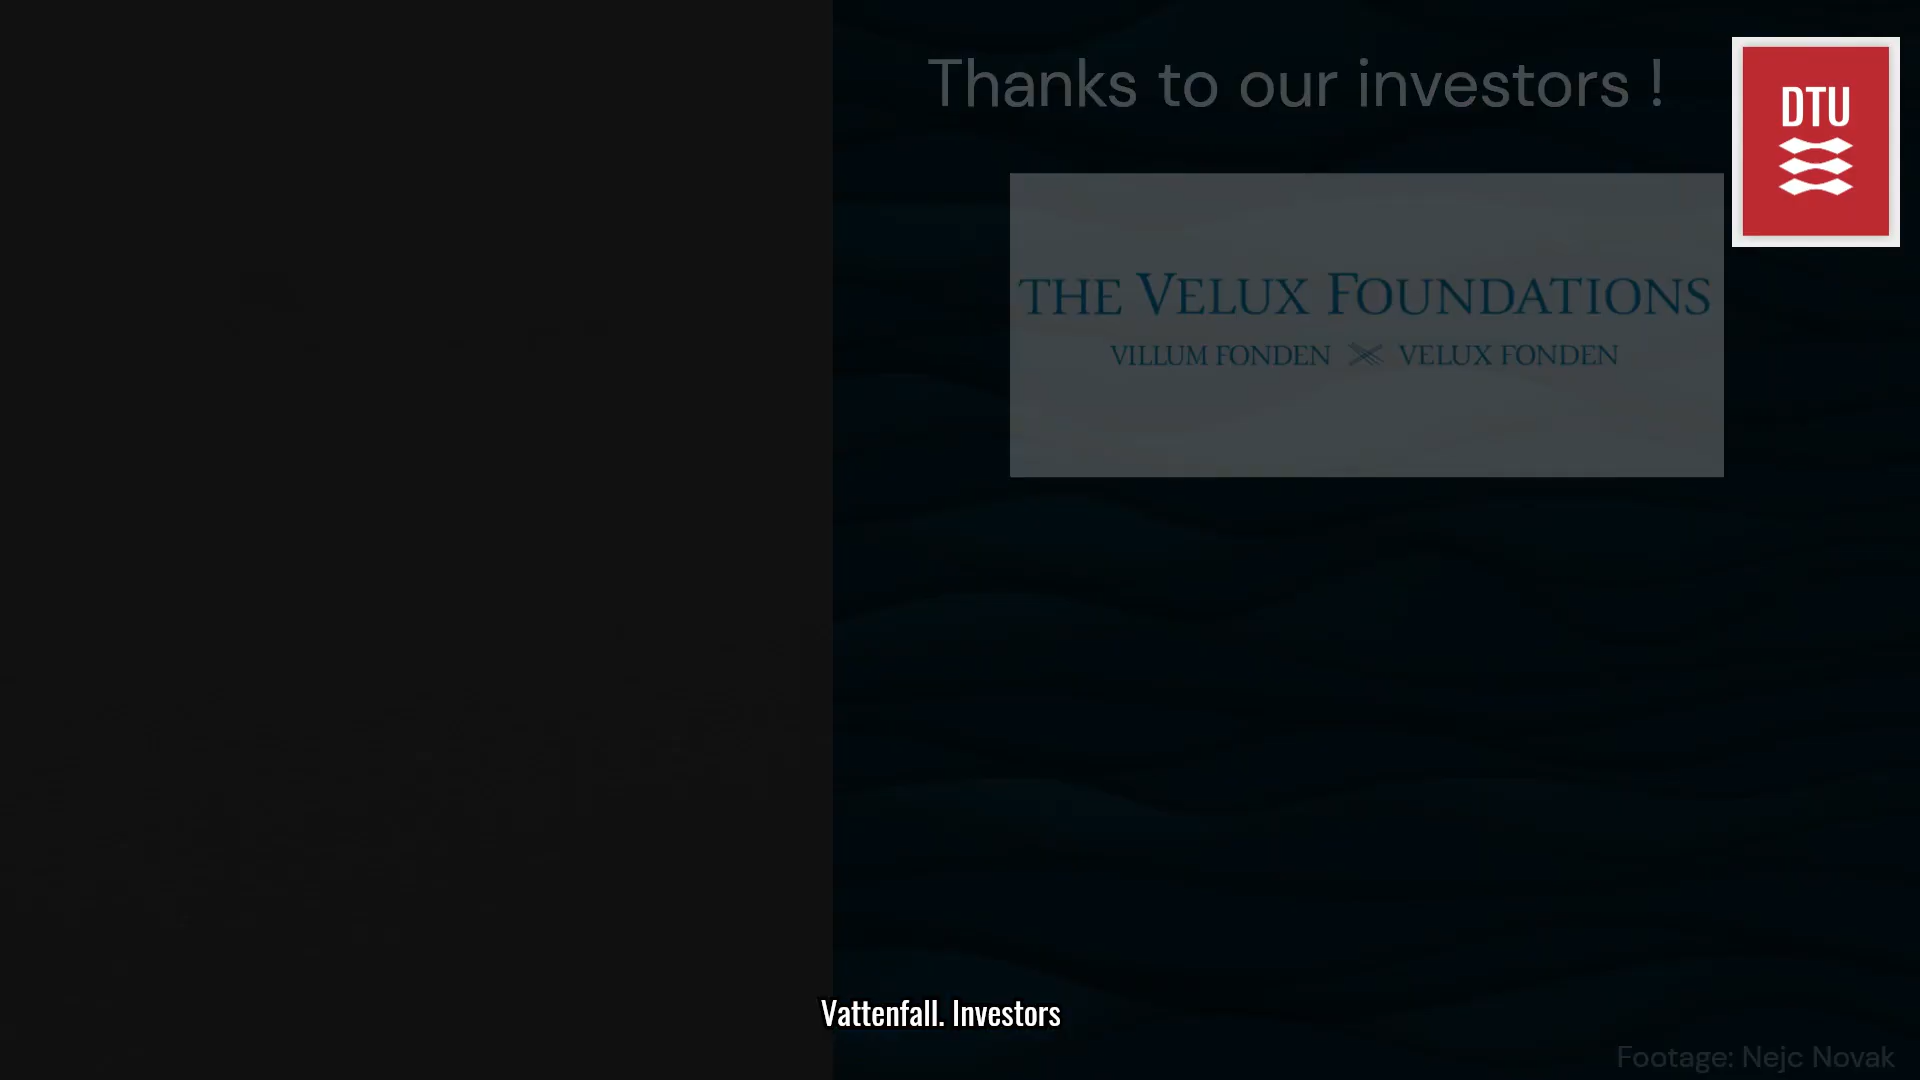 Thanks to our investors !
DTU
THE VELUX FOUNDATIONS
VILLUM FONDEN VELUX FONDEN
Vattenfall. Investors
Footage: Nejc Novak